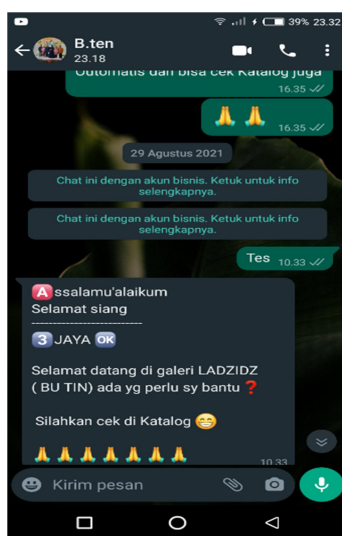 39% 23.32
B.ten
23.18
Outomatis dan bisa cek Katalog juga
16.35
🙏 🙏
16.35
29 Agustus 2021
Chat ini dengan akun bisnis. Ketuk untuk info
selengkapnya.
Chat ini dengan akun bisnis. Ketuk untuk info
selengkapnya.
Tes 10.33
🅰ssalamu'alaikum
Selamat siang
--------------------------
3️⃣ JAYA 🆗
Selamat datang di galeri LADZIDZ
( BU TIN) ada yg perlu sy bantu ❓
Silahkan cek di Katalog 😁
🙏 🙏 🙏 🙏 🙏 🙏 🙏
10.33
Kirim pesan